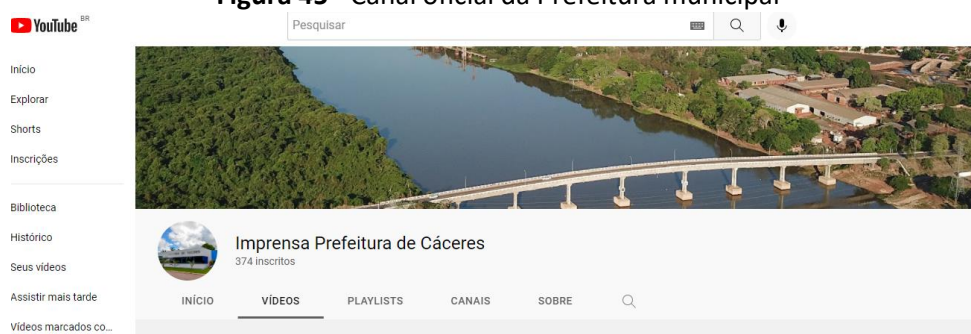 Figura 45 - Canal oficial da Prefeitura municipal
YouTube BR
Pesquisar
Início
Explorar
Shorts
Inscrições
Biblioteca
Histórico
Seus vídeos
Assistir mais tarde
Vídeos marcados co...
Imprensa Prefeitura de Cáceres
374 inscritos
INÍCIO VÍDEOS PLAYLISTS CANAIS SOBRE